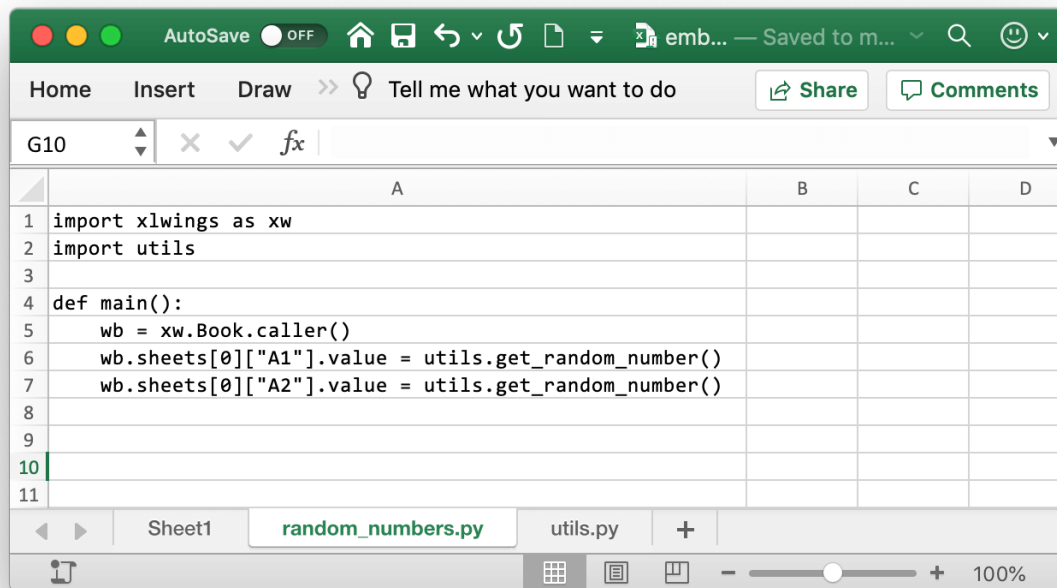 AutoSave OFF emb... — Saved to m...
Home Insert Draw Tell me what you want to do Share Comments
G10 fx
A B C D
1 import xlwings as xw
2 import utils
3
4 def main():
5     wb = xw.Book.caller()
6     wb.sheets[0]["A1"].value = utils.get_random_number()
7     wb.sheets[0]["A2"].value = utils.get_random_number()
8
9
10
11
Sheet1 random_numbers.py utils.py +
100%